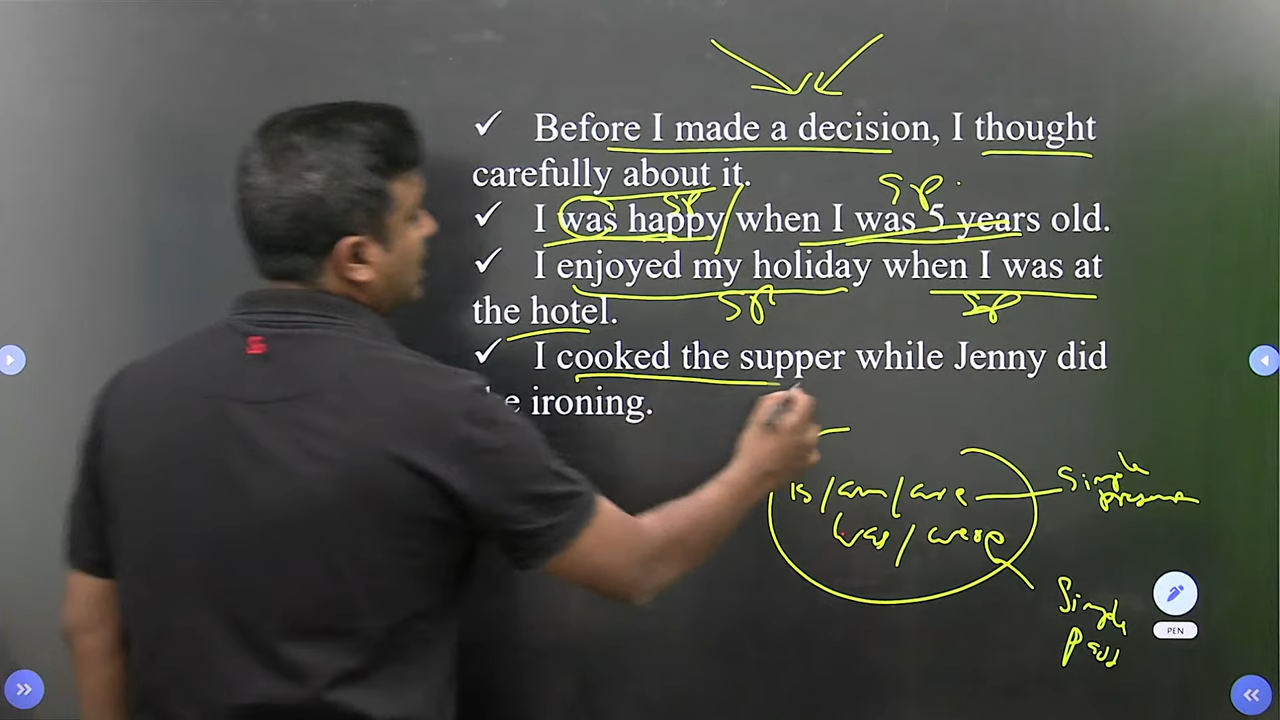 ✓ Before I made a decision, I thought
carefully about it.
sp.
sp
✓ I was happy / when I was 5 years old.
✓ I enjoyed my holiday when I was at
sp sp
the hotel.
✓ I cooked the supper while Jenny did
ironing.
is/am/are Simple
present
was/were
Simple
past
PEN